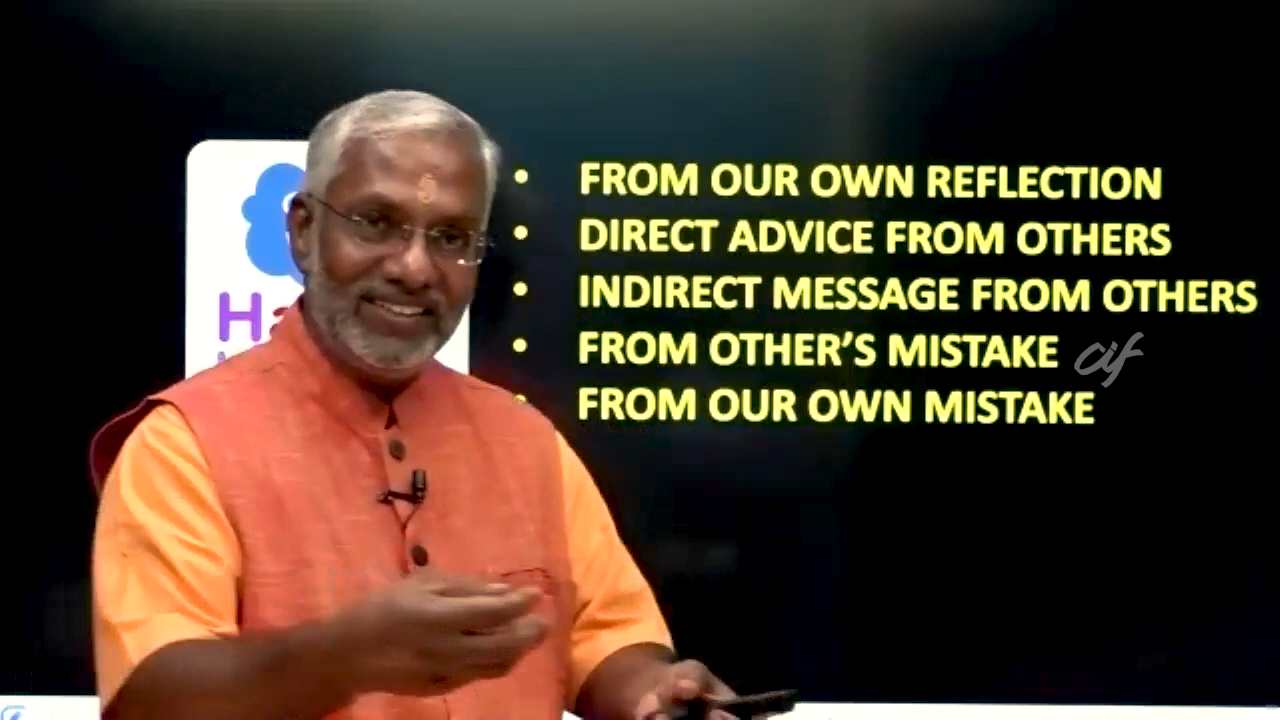 • FROM OUR OWN REFLECTION
• DIRECT ADVICE FROM OTHERS
• INDIRECT MESSAGE FROM OTHERS
• FROM OTHER'S MISTAKE
cif
• FROM OUR OWN MISTAKE